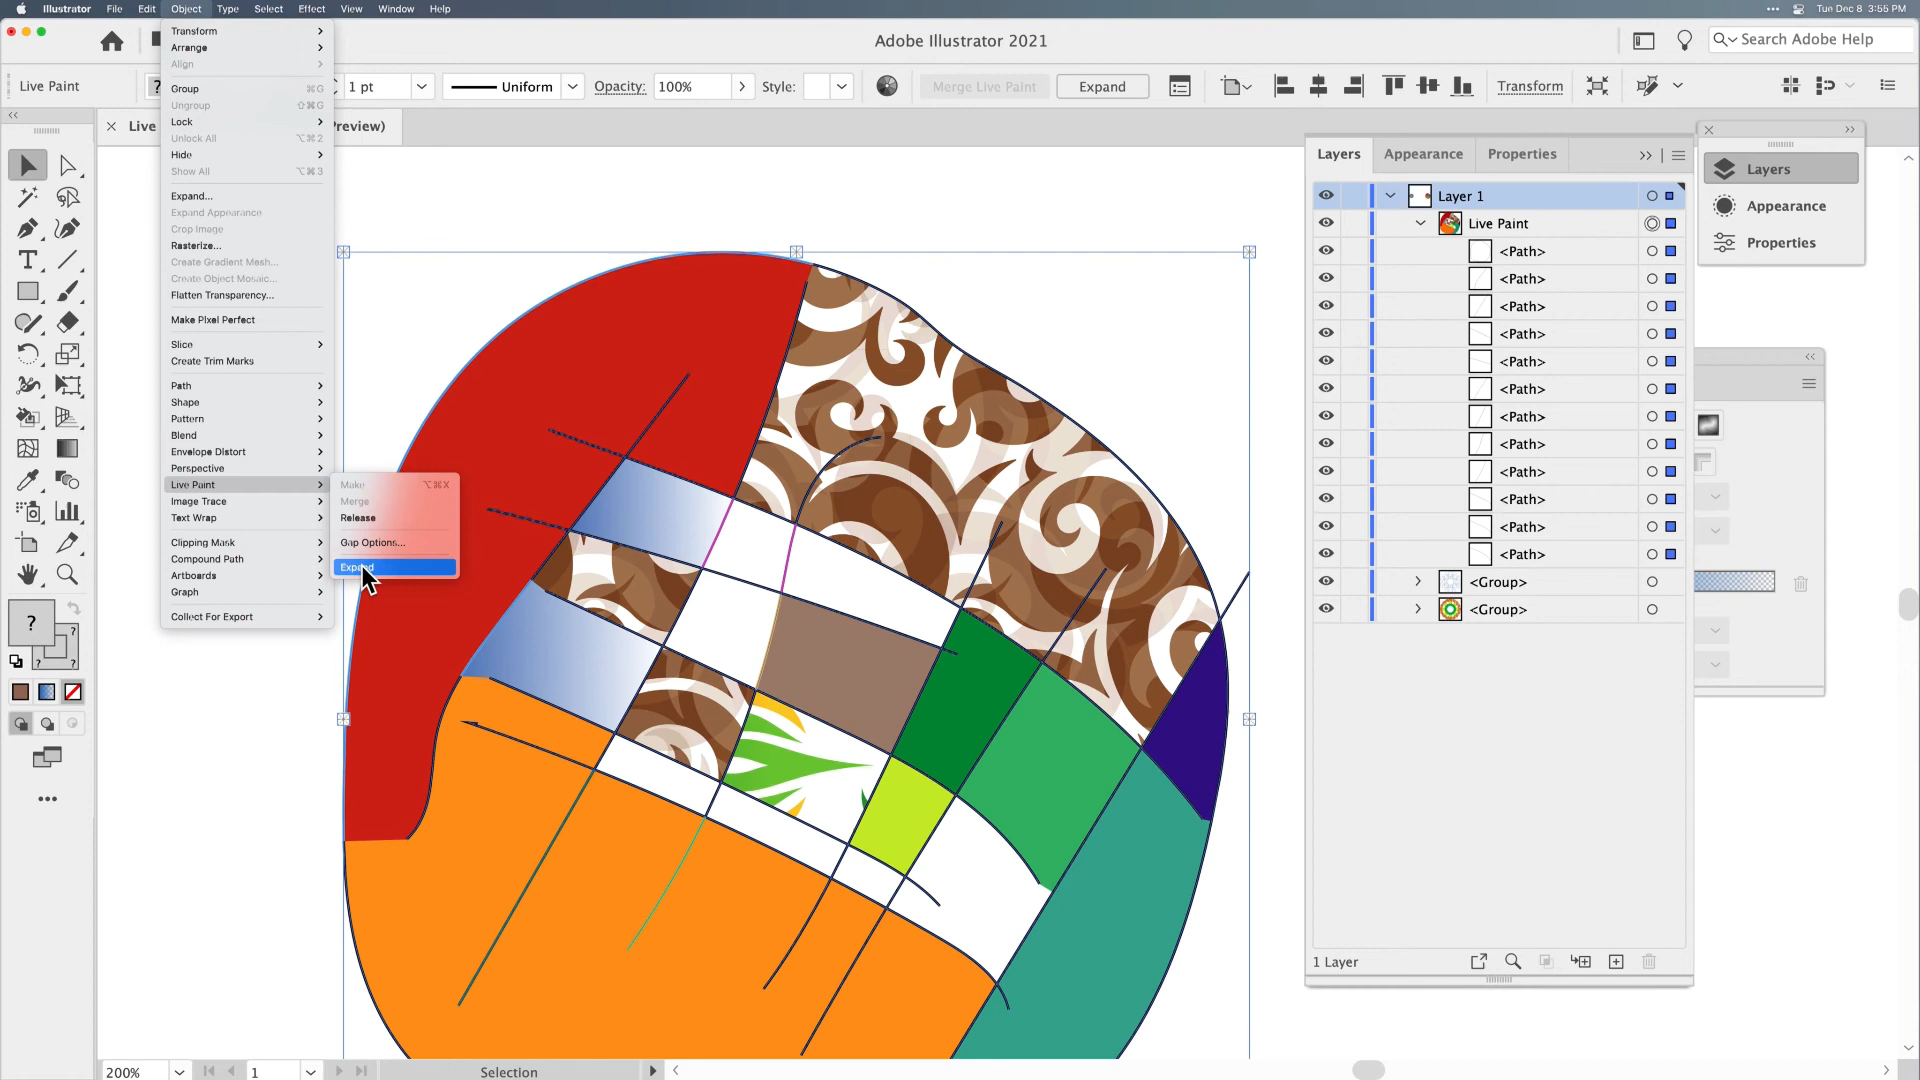 Illustrator File Edit Object Type Select Effect View Window Help
Tue Dec 8 3:55 PM
Adobe Illustrator 2021
Search Adobe Help
Live Paint
?
1 pt
Uniform
Opacity:
100%
Style:
Merge Live Paint
Expand
Transform
Live
Preview)
Transform
Arrange
Align
Group ⌘G
Ungroup ⇧⌘G
Lock
Unlock All ⌥⌘2
Hide
Show All ⌥⌘3
Expand...
Expand Appearance
Crop Image
Rasterize...
Create Gradient Mesh...
Create Object Mosaic...
Flatten Transparency...
Make Pixel Perfect
Slice
Create Trim Marks
Path
Shape
Pattern
Blend
Envelope Distort
Perspective
Live Paint
Image Trace
Text Wrap
Clipping Mask
Compound Path
Artboards
Graph
Collect For Export
Make ⌥⌘X
Merge
Release
Gap Options...
Expand
Layers
Appearance
Properties
Layer 1
Live Paint
<Path>
<Path>
<Path>
<Path>
<Path>
<Path>
<Path>
<Path>
<Path>
<Path>
<Path>
<Path>
<Group>
<Group>
1 Layer
Layers
Appearance
Properties
?
?
? ?
200%
1
Selection